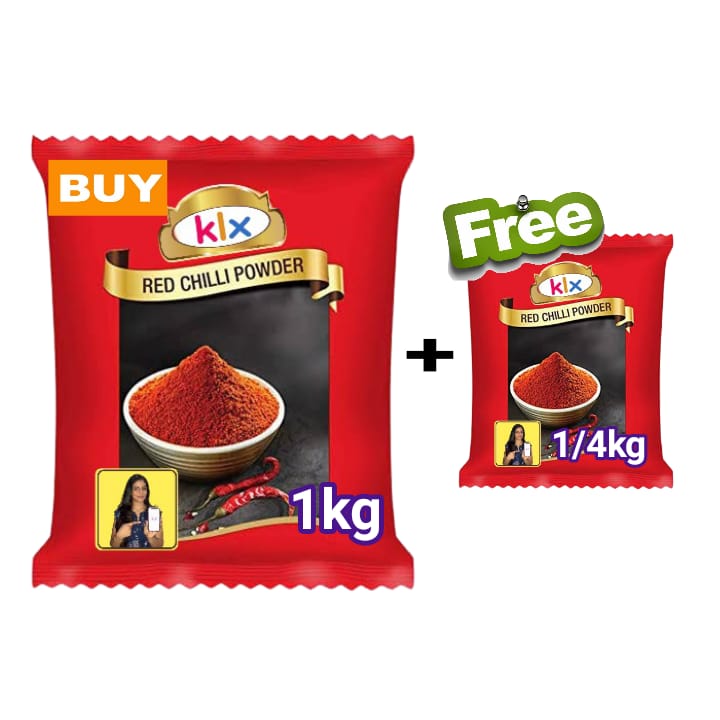 BUY
klx
RED CHILLI POWDER
1kg
+
Free
klx
RED CHILLI POWDER
1/4kg